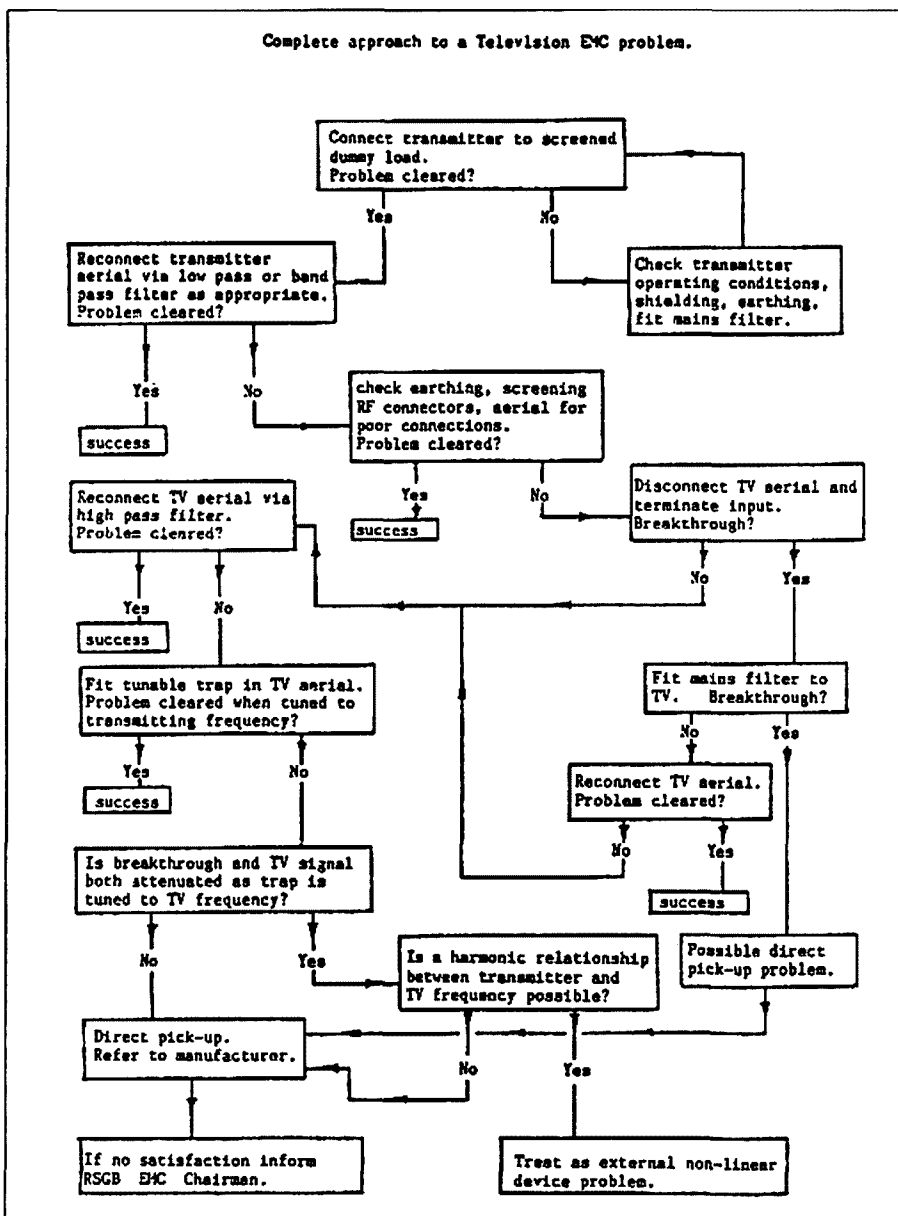 Complete approach to a Television EMC problem.
Connect transmitter to screened
dummy load.
Problem cleared?
Yes
No
Reconnect transmitter
aerial via low pass or band
pass filter as appropriate.
Problem cleared?
Check transmitter
operating conditions,
shielding, earthing,
fit mains filter.
Yes
No
success
check earthing, screening
RF connectors, aerial for
poor connections.
Problem cleared?
Yes
No
success
Reconnect TV aerial via
high pass filter.
Problem cleared?
Disconnect TV aerial and
terminate input.
Breakthrough?
No
Yes
Yes
No
success
Fit tunable trap in TV aerial.
Problem cleared when tuned to
transmitting frequency?
Fit mains filter to
TV. Breakthrough?
No
Yes
Yes
No
success
Reconnect TV aerial.
Problem cleared?
No
Yes
success
Is breakthrough and TV signal
both attenuated as trap is
tuned to TV frequency?
No
Yes
Is a harmonic relationship
between transmitter and
TV frequency possible?
Possible direct
pick-up problem.
Direct pick-up.
Refer to manufacturer.
No
Yes
If no satisfaction inform
RSGB EMC Chairman.
Treat as external non-linear
device problem.